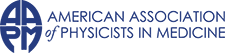 AAPM
AMERICAN ASSOCIATION
of PHYSICISTS IN MEDICINE